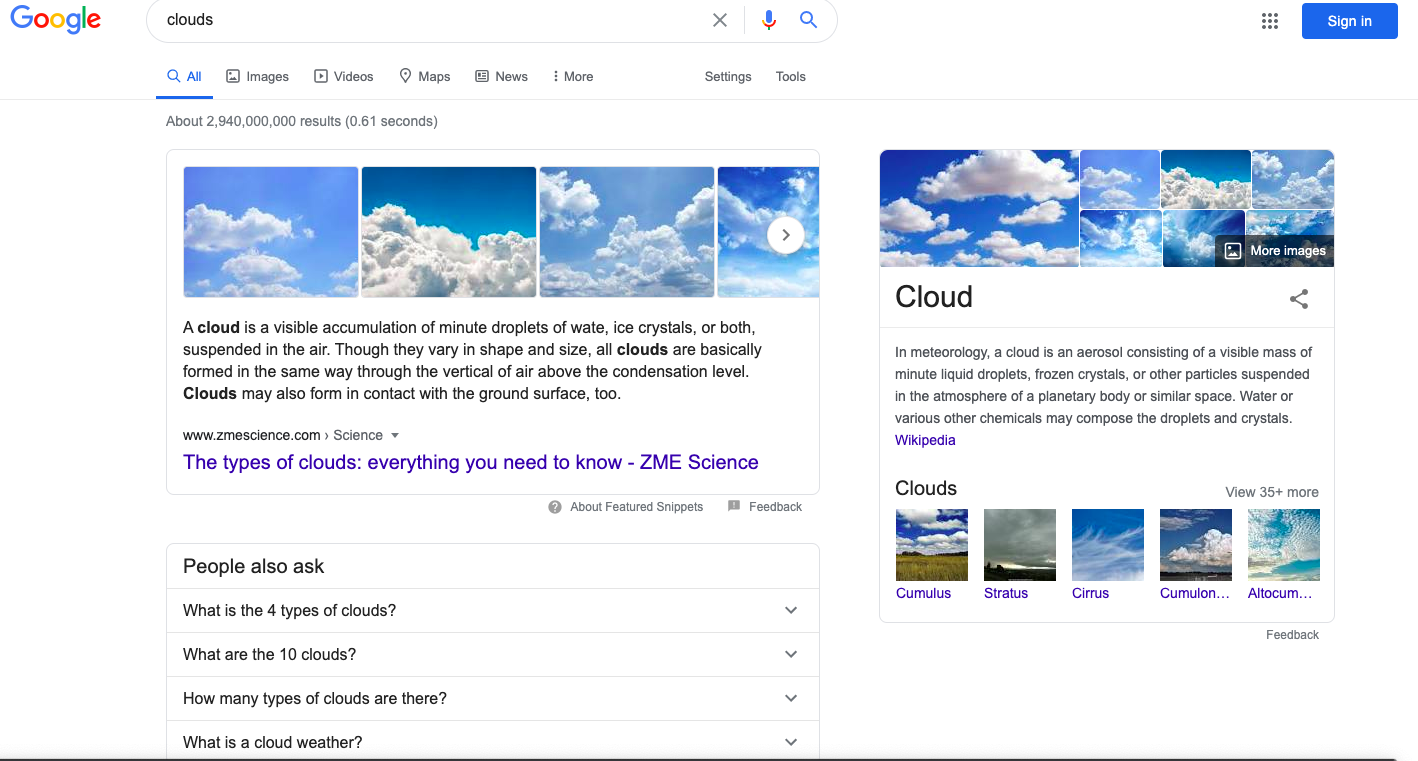 Google
clouds
Sign in
All Images Videos Maps News More Settings Tools
About 2,940,000,000 results (0.61 seconds)
A cloud is a visible accumulation of minute droplets of wate, ice crystals, or both,
suspended in the air. Though they vary in shape and size, all clouds are basically
formed in the same way through the vertical of air above the condensation level.
Clouds may also form in contact with the ground surface, too.
www.zmescience.com › Science
The types of clouds: everything you need to know - ZME Science
About Featured Snippets Feedback
People also ask
What is the 4 types of clouds?
What are the 10 clouds?
How many types of clouds are there?
What is a cloud weather?
More images
Cloud
In meteorology, a cloud is an aerosol consisting of a visible mass of
minute liquid droplets, frozen crystals, or other particles suspended
in the atmosphere of a planetary body or similar space. Water or
various other chemicals may compose the droplets and crystals.
Wikipedia
Clouds
View 35+ more
Cumulus Stratus Cirrus Cumulon... Altocum...
Feedback